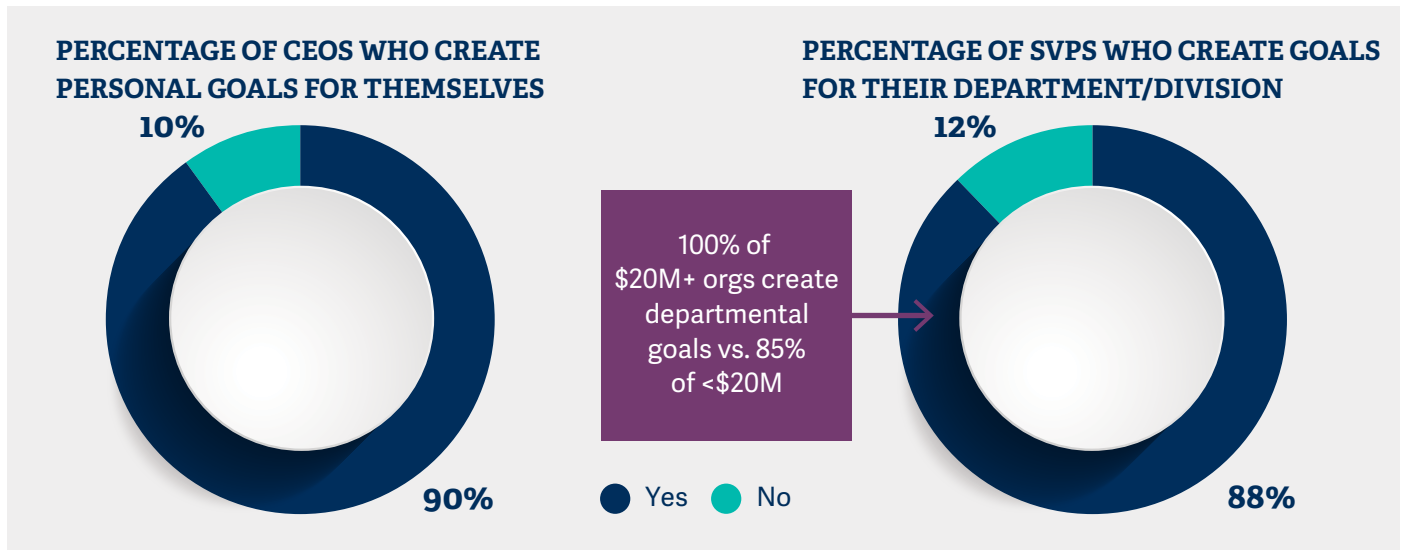 PERCENTAGE OF CEOS WHO CREATE
PERSONAL GOALS FOR THEMSELVES
10%
90%
PERCENTAGE OF SVPS WHO CREATE GOALS
FOR THEIR DEPARTMENT/DIVISION
12%
88%
100% of
$20M+ orgs create
departmental
goals vs. 85%
of <$20M
Yes
No